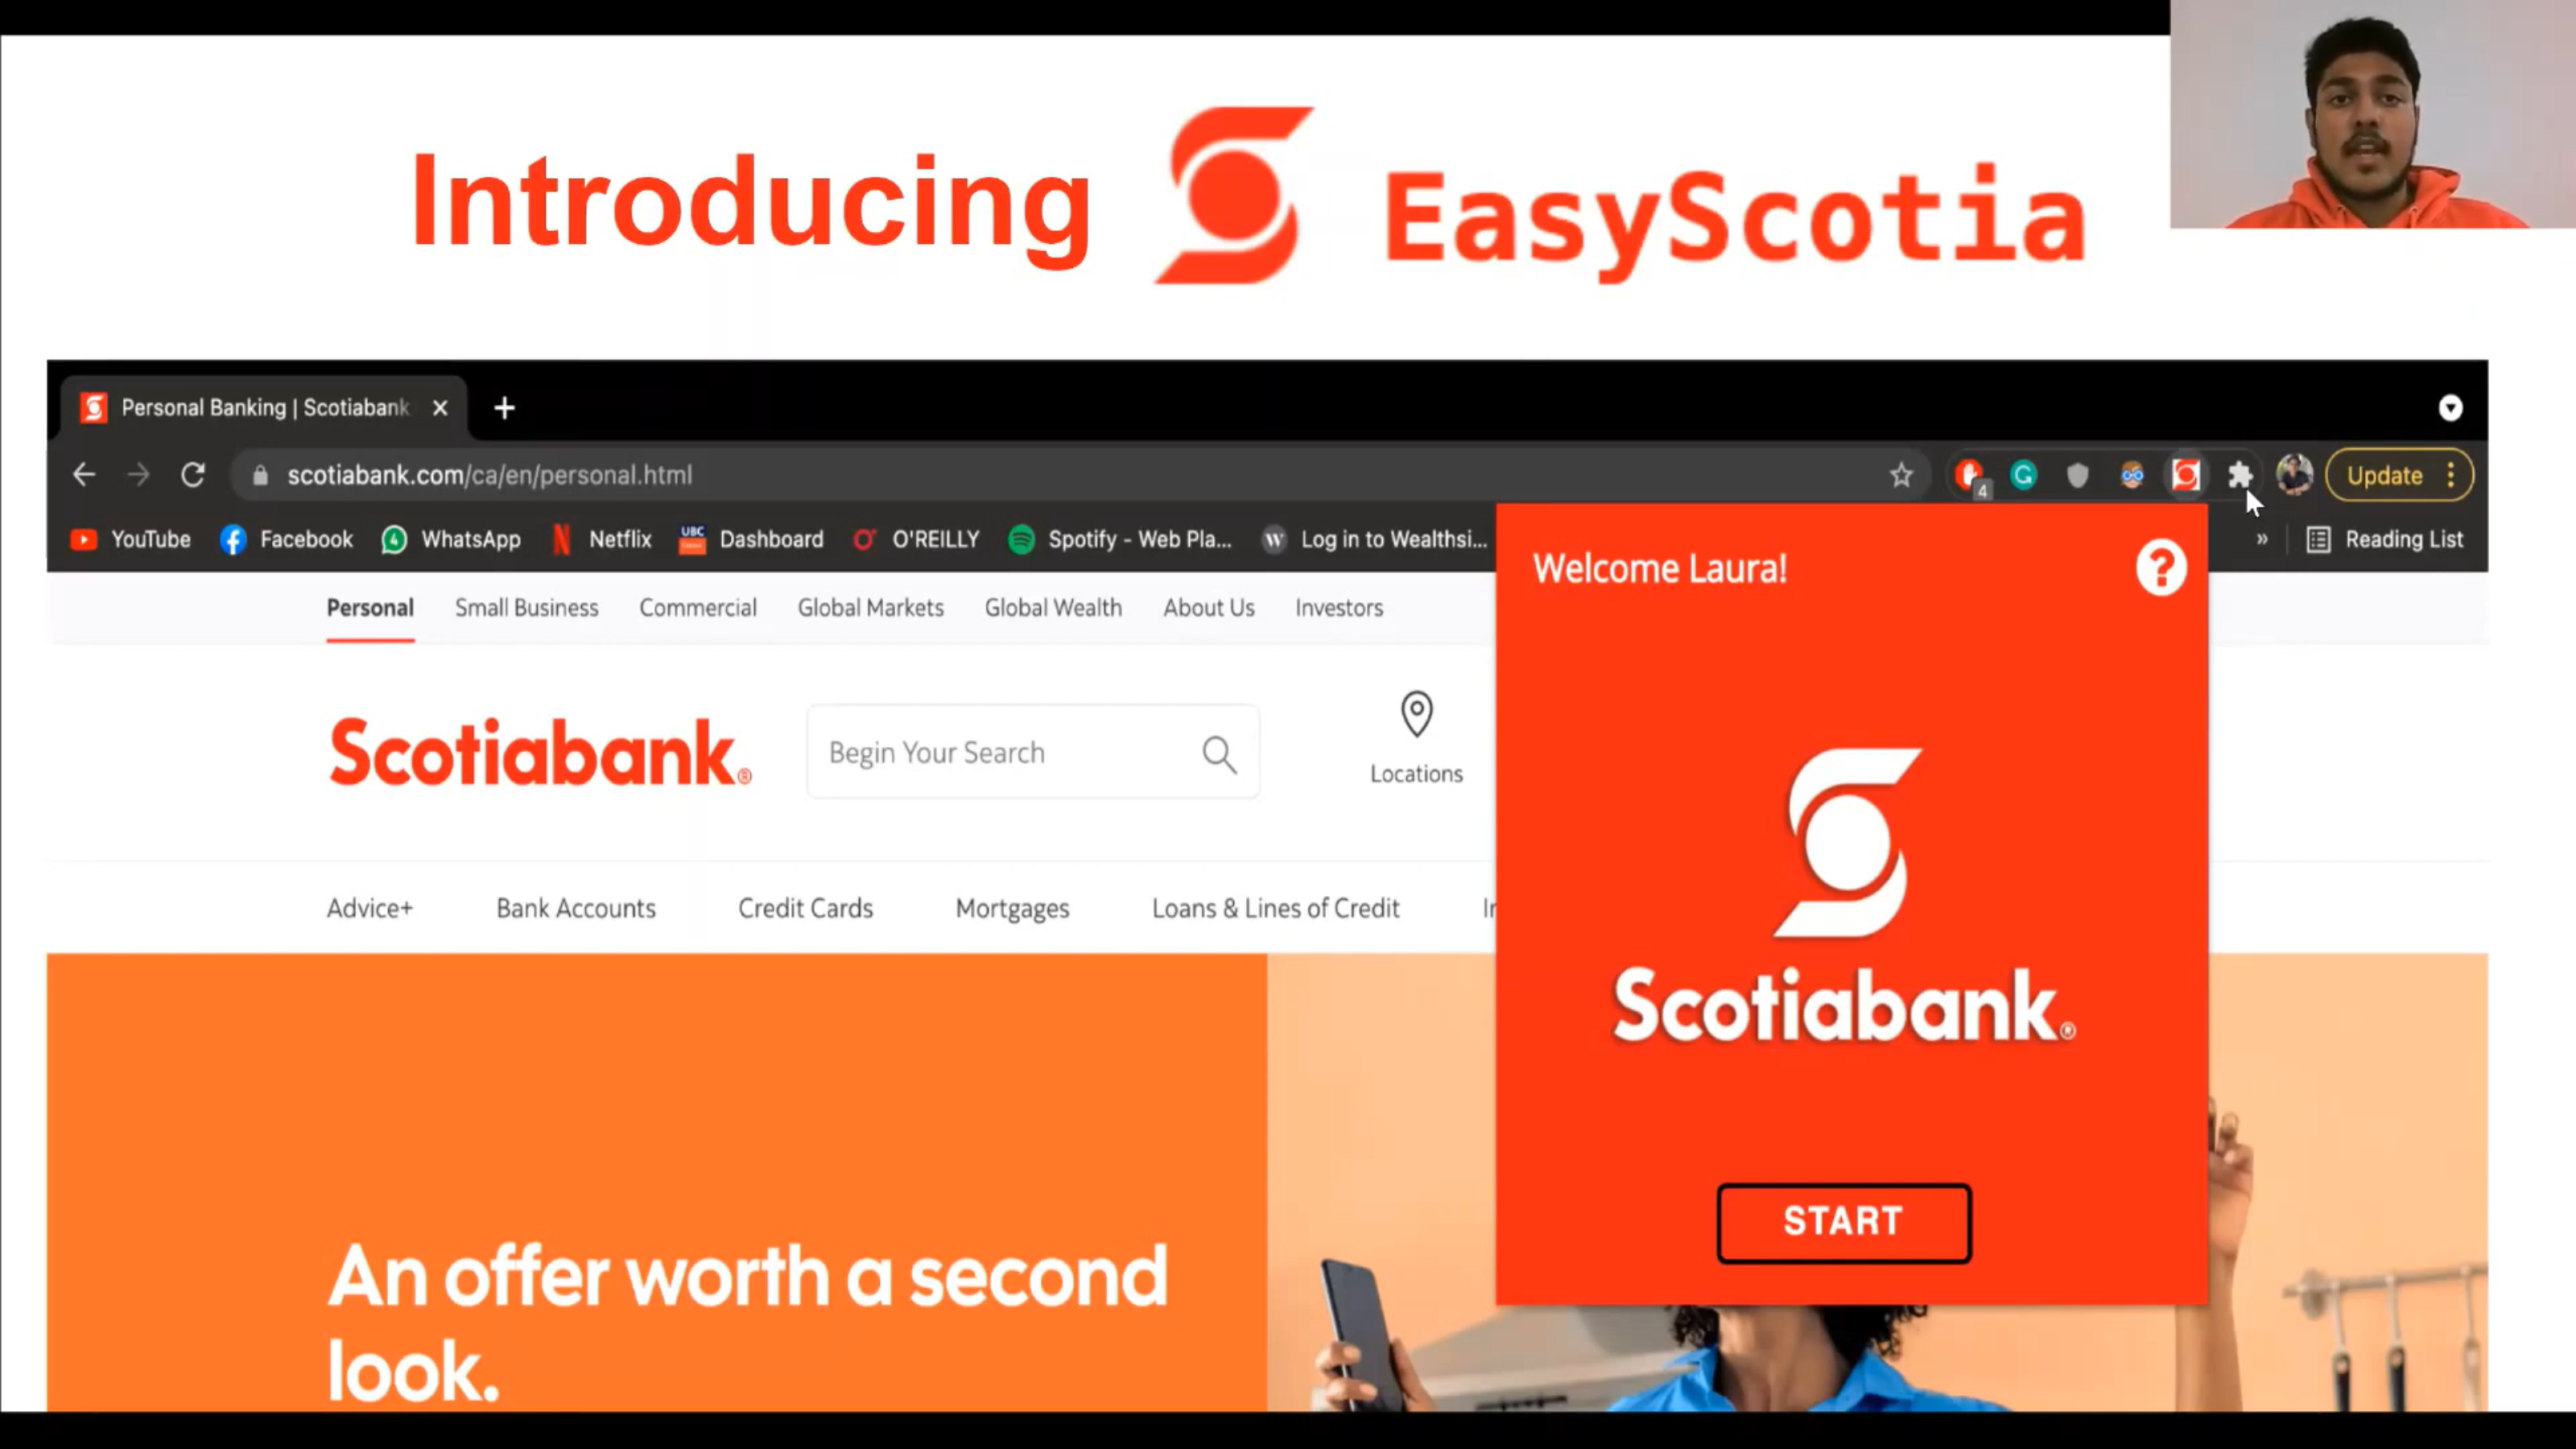 Introducing EasyScotia
Personal Banking | Scotiabank
scotiabank.com/ca/en/personal.html
4
Update
YouTube Facebook 4 WhatsApp Netflix UBC Dashboard O'REILLY Spotify - Web Pla... W Log in to Wealthsi... » Reading List
Welcome Laura! ?
Personal Small Business Commercial Global Markets Global Wealth About Us Investors
Scotiabank®
Begin Your Search
Locations
Advice+ Bank Accounts Credit Cards Mortgages Loans & Lines of Credit
Scotiabank®
START
An offer worth a second
look.